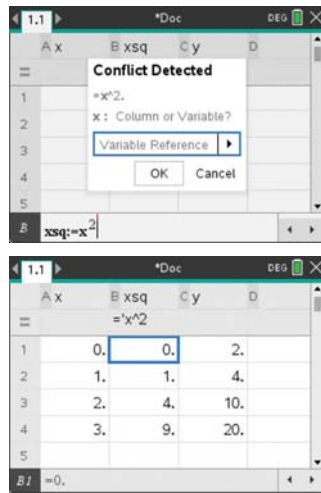 1.1 *Doc DEG
A x B xsq C y D
=
Conflict Detected
=x^2.
x : Column or Variable?
Variable Reference
OK Cancel
1
2
3
4
5
B xsq:=x²
1.1 *Doc DEG
A x B xsq C y D
= ='x^2
1 0. 0. 2.
2 1. 1. 4.
3 2. 4. 10.
4 3. 9. 20.
5
B1 =0.